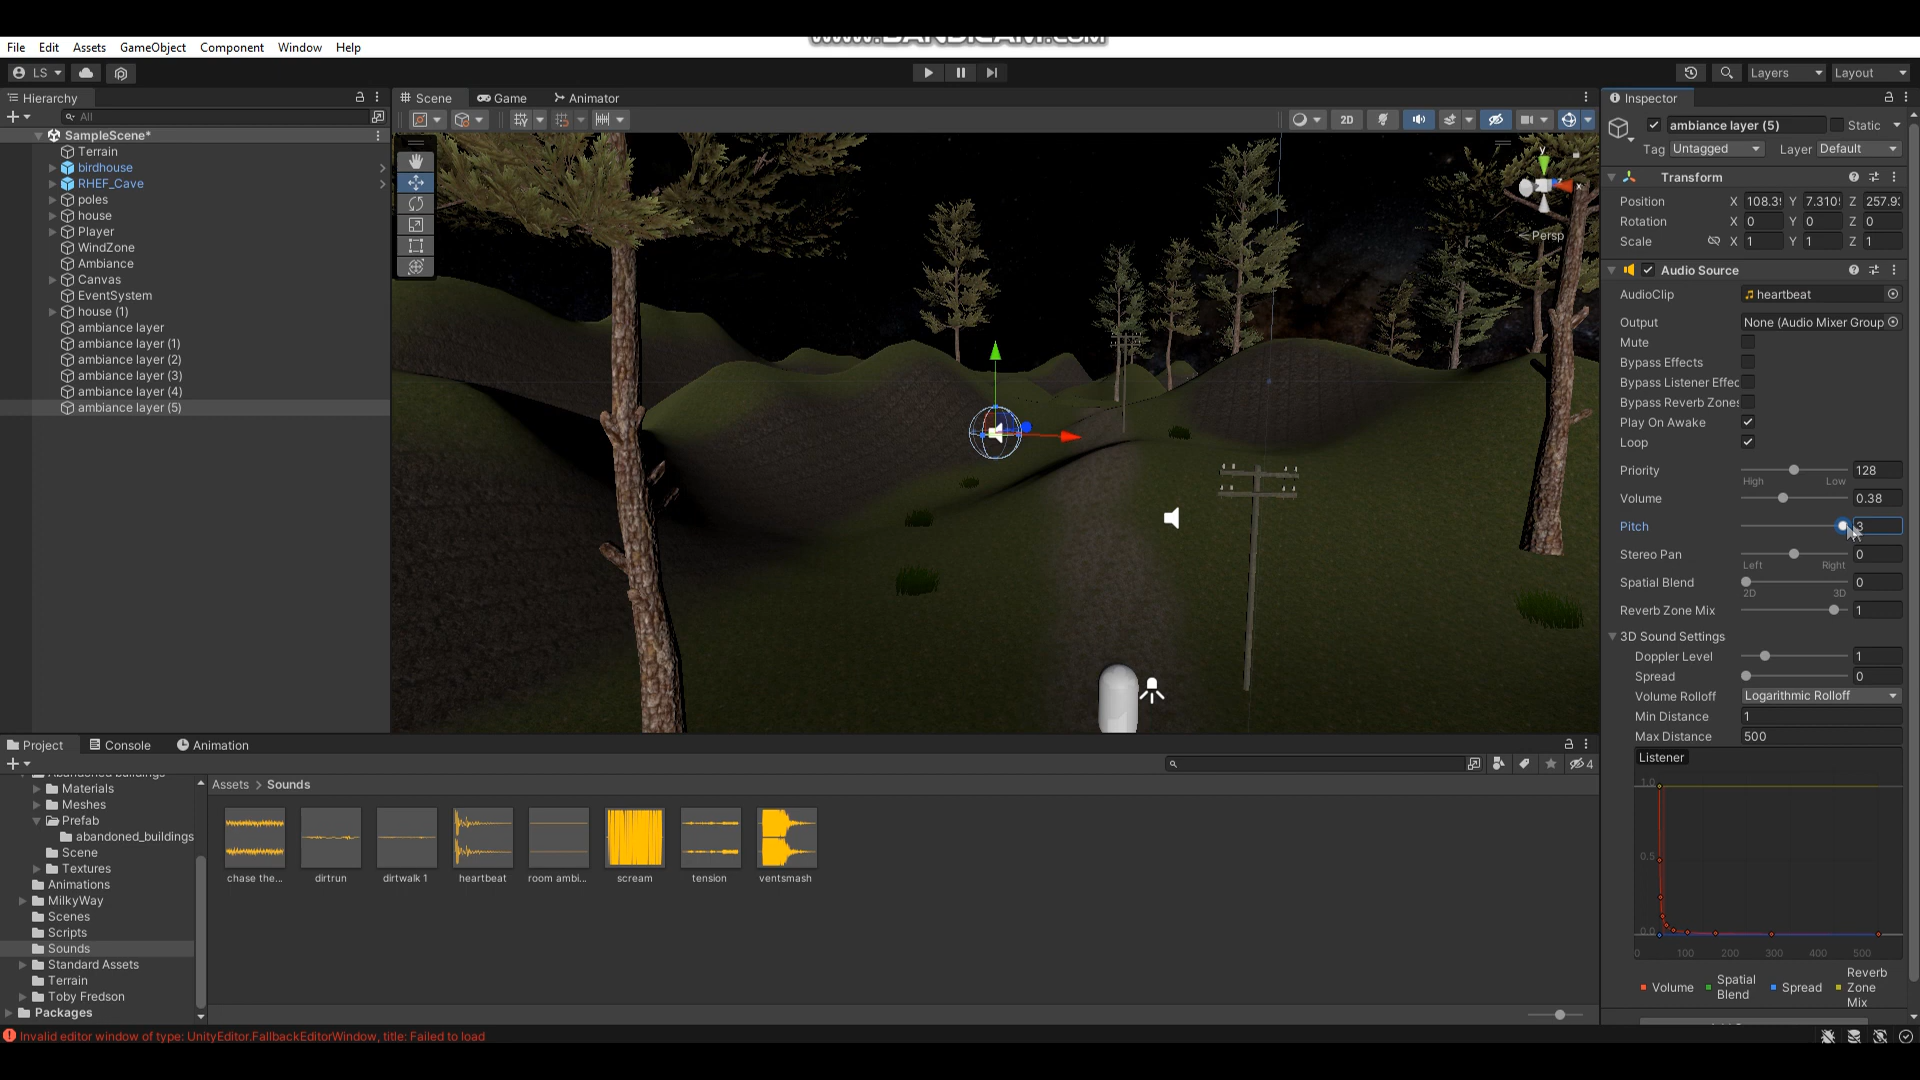 www.BANDICAM.com
File Edit Assets GameObject Component Window Help
LS
Layers
Layout
Hierarchy
All
SampleScene*
Terrain
birdhouse
RHEF_Cave
poles
house
Player
WindZone
Ambiance
Canvas
EventSystem
house (1)
ambiance layer
ambiance layer (1)
ambiance layer (2)
ambiance layer (3)
ambiance layer (4)
ambiance layer (5)
Scene Game Animator
2D
y
x
Persp
Inspector
ambiance layer (5) Static
Tag Untagged Layer Default
Transform
Position X 108.3 Y 7.310 Z 257.9
Rotation X 0 Y 0 Z 0
Scale X 1 Y 1 Z 1
Audio Source
AudioClip heartbeat
Output None (Audio Mixer Group
Mute
Bypass Effects
Bypass Listener Effec
Bypass Reverb Zones
Play On Awake
Loop
Priority 128
High Low
Volume 0.38
Pitch 3
Stereo Pan 0
Left Right
Spatial Blend 0
2D 3D
Reverb Zone Mix 1
3D Sound Settings
Doppler Level 1
Spread 0
Volume Rolloff Logarithmic Rolloff
Min Distance 1
Max Distance 500
Listener
1.0
0.5
0.0
0 100 200 300 400 500
Volume Spatial Blend Spread Reverb Zone Mix
Project Console Animation
4
Materials
Meshes
Prefab
abandoned_buildings
Scene
Textures
Animations
MilkyWay
Scenes
Scripts
Sounds
Standard Assets
Terrain
Toby Fredson
Packages
Assets > Sounds
chase the... dirtrun dirtwalk 1 heartbeat room ambi... scream tension ventsmash
Invalid editor window of type: UnityEditor.FallbackEditorWindow, title: Failed to load